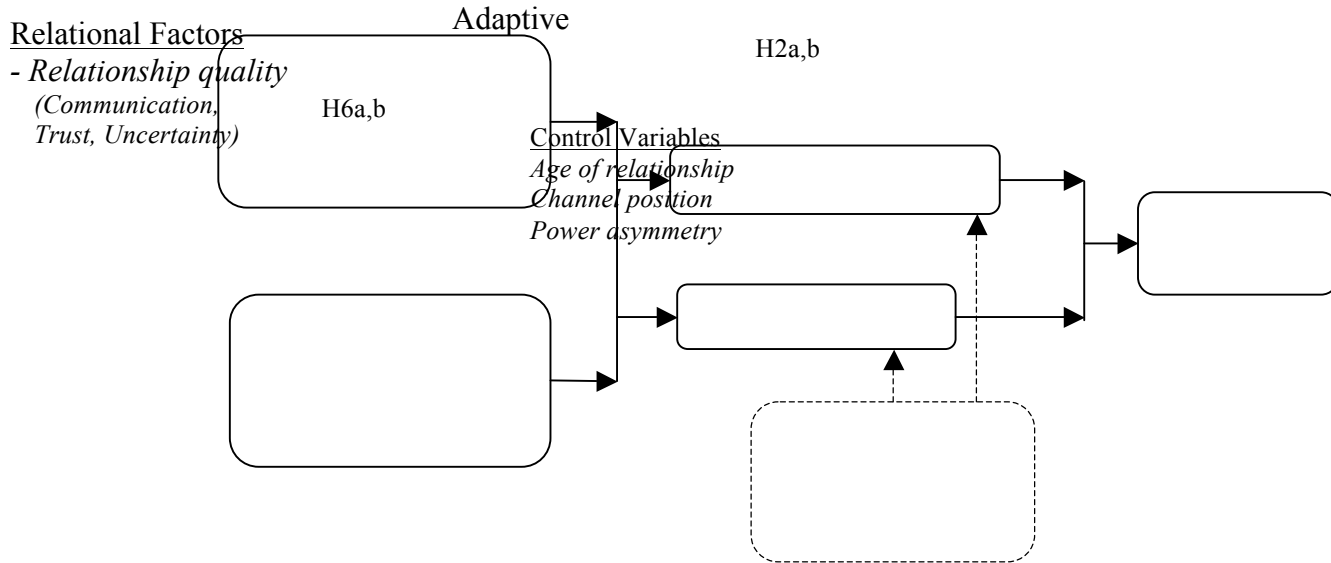 Adaptive
Relational Factors
- Relationship quality
(Communication,
Trust, Uncertainty)
H2a,b
H6a,b
Control Variables
Age of relationship
Channel position
Power asymmetry